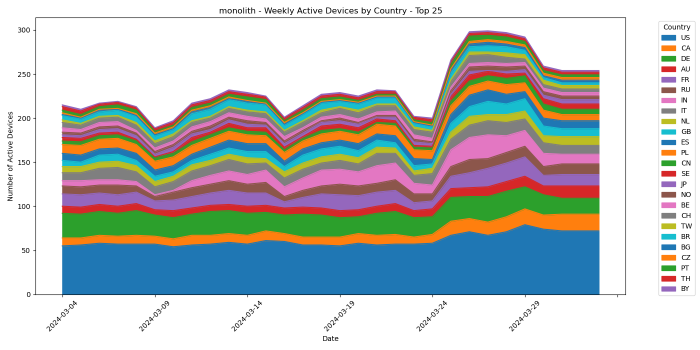 monolith - Weekly Active Devices by Country - Top 25
Number of Active Devices
300
250
200
150
100
50
0
2024-03-04
2024-03-09
2024-03-14
2024-03-19
2024-03-24
2024-03-29
Date
Country
US
CA
DE
AU
FR
RU
IN
IT
NL
GB
ES
PL
CN
SE
JP
NO
BE
CH
TW
BR
BG
CZ
PT
TH
BY